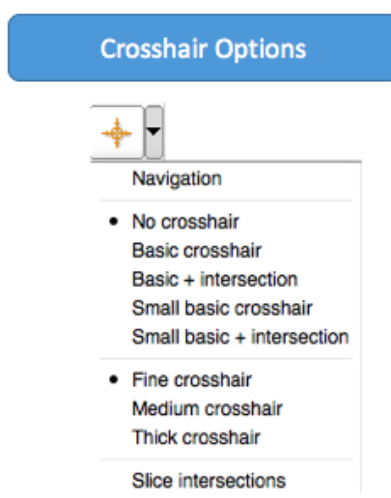 Crosshair Options
Navigation
• No crosshair
Basic crosshair
Basic + intersection
Small basic crosshair
Small basic + intersection
• Fine crosshair
Medium crosshair
Thick crosshair
Slice intersections